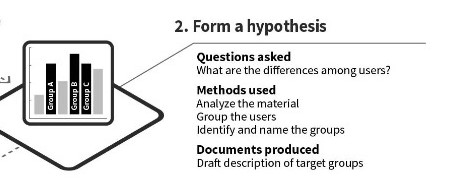 2. Form a hypothesis
Questions asked
What are the differences among users?
Methods used
Analyze the material
Group the users
Identify and name the groups
Documents produced
Draft description of target groups
Group A
Group B
Group C